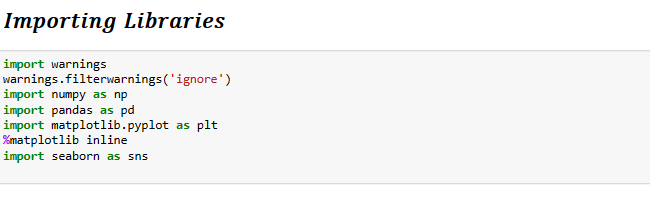 Importing Libraries
import warnings
warnings.filterwarnings('ignore')
import numpy as np
import pandas as pd
import matplotlib.pyplot as plt
%matplotlib inline
import seaborn as sns